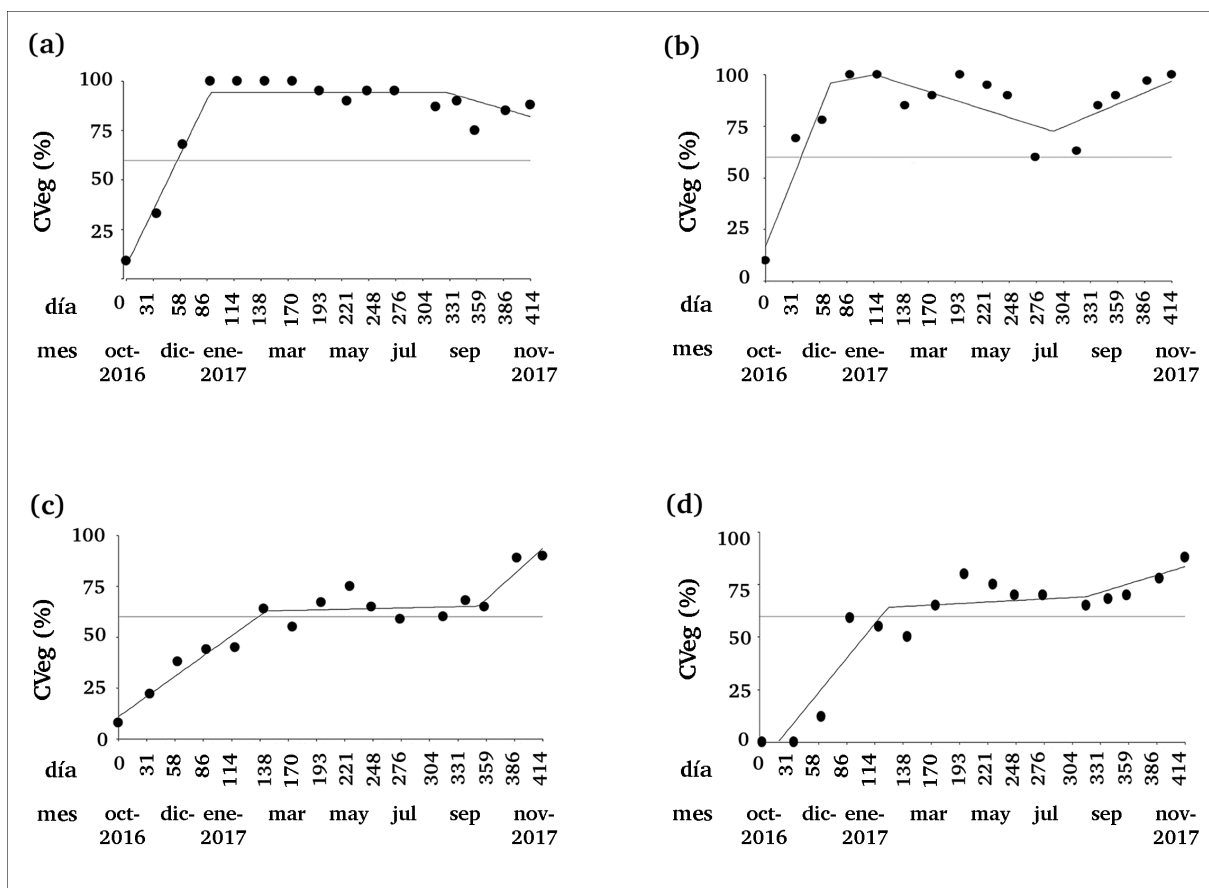 (a)
CVeg (%)
100
75
50
25
día 0 31 58 86 114 138 170 193 221 248 276 304 331 359 386 414
mes oct- dic- ene- mar may jul sep nov-
2016 2017 2017
(b)
CVeg (%)
100
75
50
25
0
día 0 31 58 86 114 138 170 193 221 248 276 304 331 359 386 414
mes oct- dic- ene- mar may jul sep nov-
2016 2017 2017
(c)
CVeg (%)
100
75
50
25
0
día 0 31 58 86 114 138 170 193 221 248 276 304 331 359 386 414
mes oct- dic- ene- mar may jul sep nov-
2016 2017 2017
(d)
CVeg (%)
100
75
50
25
0
día 0 31 58 86 114 138 170 193 221 248 276 304 331 359 386 414
mes oct- dic- ene- mar may jul sep nov-
2016 2017 2017